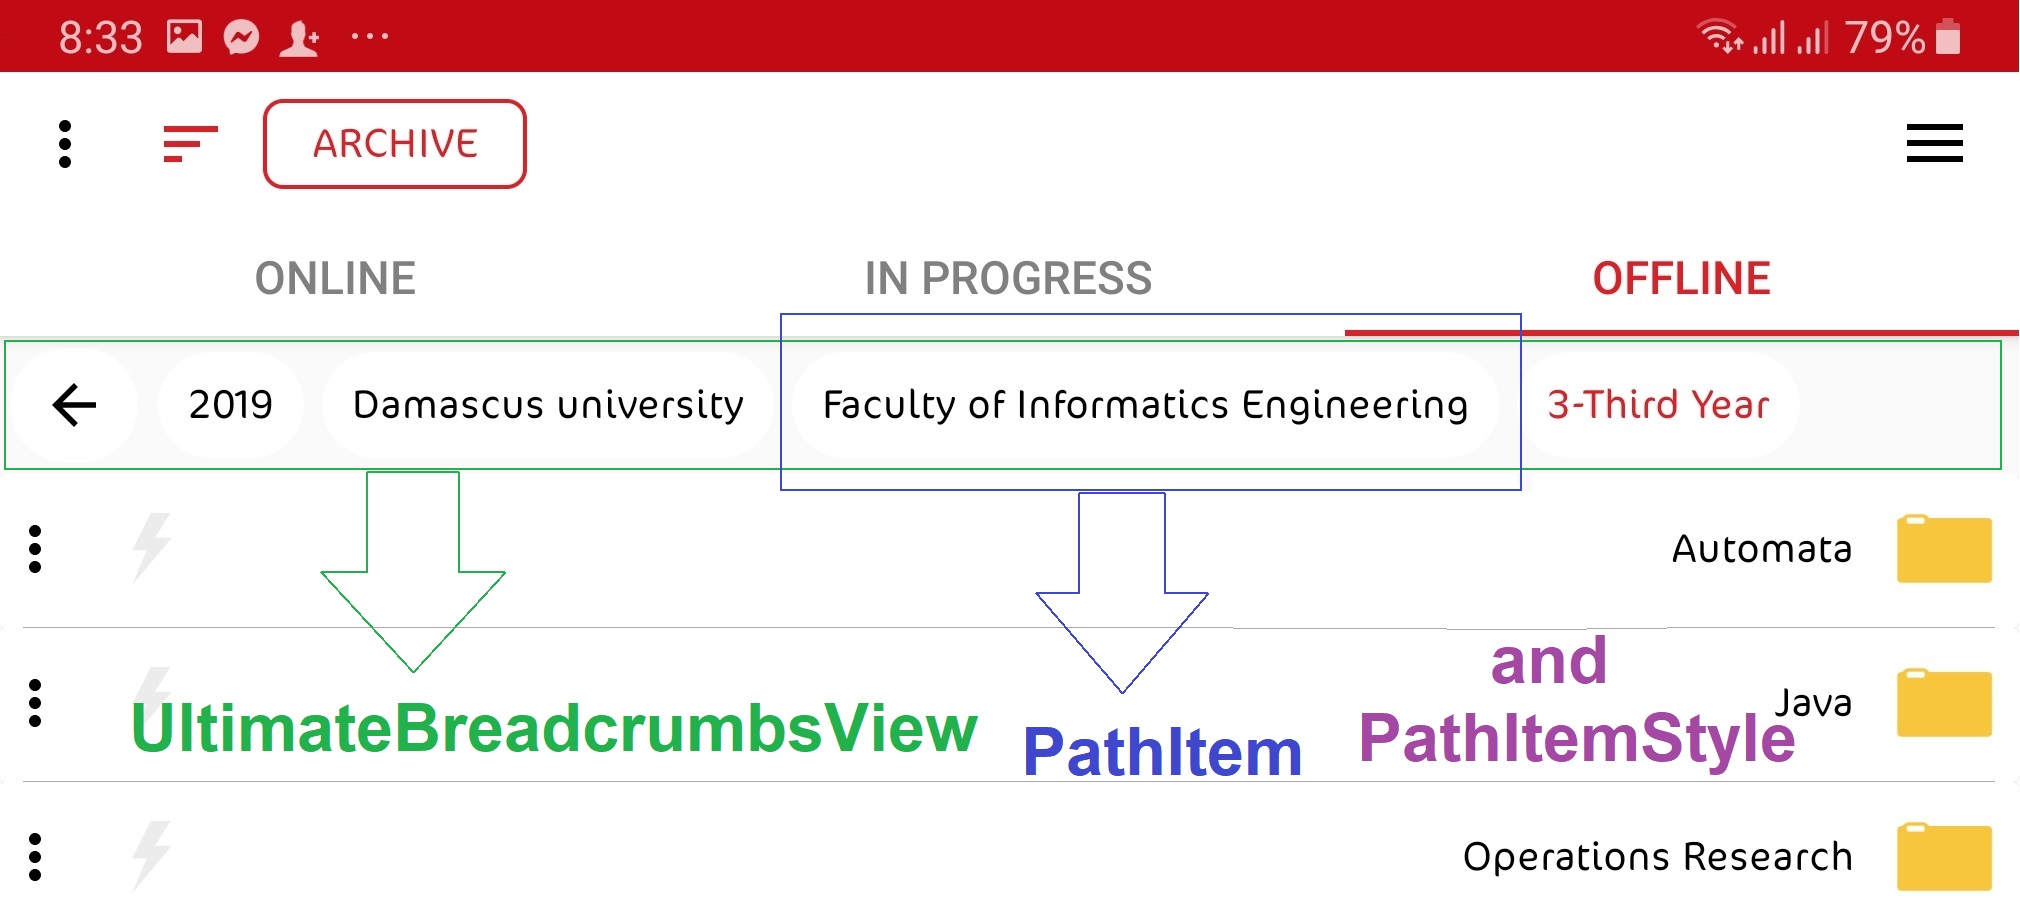 8:33 79%
ARCHIVE
ONLINE IN PROGRESS OFFLINE
2019 Damascus university Faculty of Informatics Engineering 3-Third Year
Automata
and
Java
UltimateBreadcrumbsView PathItem PathItemStyle
Operations Research